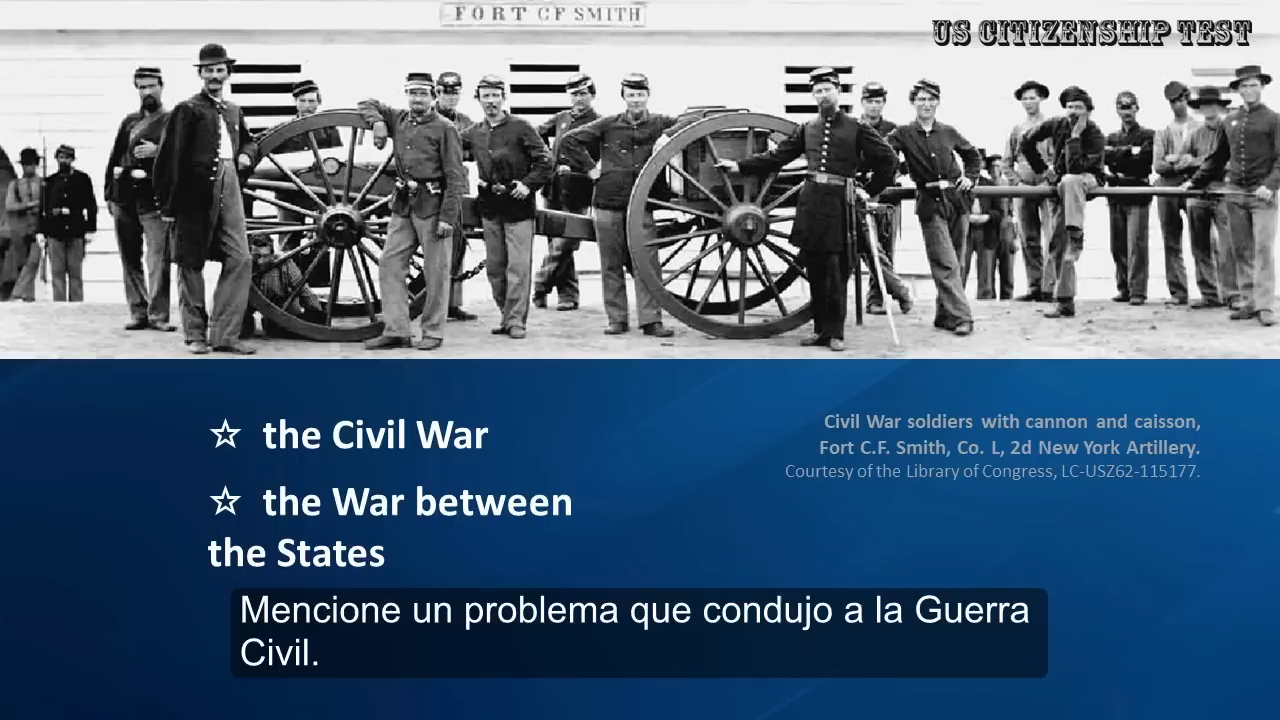 FORT CF SMITH
US CITIZENSHIP TEST
☆ the Civil War
☆ the War between
the States
Civil War soldiers with cannon and caisson,
Fort C.F. Smith, Co. L, 2d New York Artillery.
Courtesy of the Library of Congress, LC-USZ62-115177.
Mencione un problema que condujo a la Guerra
Civil.